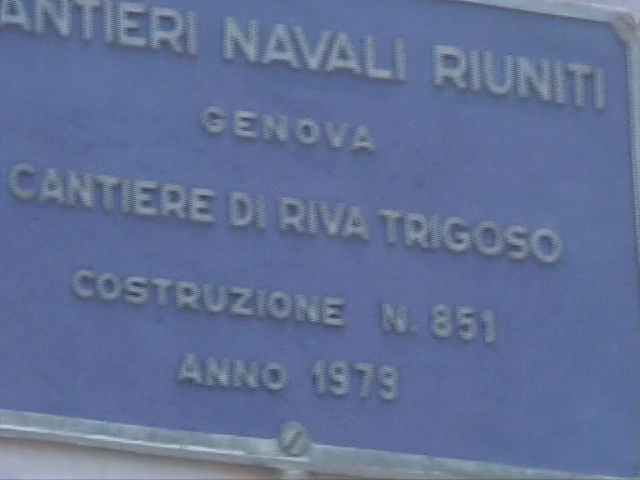 ANTIERI NAVALI RIUNITI
GENOVA
CANTIERE DI RIVA TRIGOSO
COSTRUZIONE N. 851
ANNO 1979